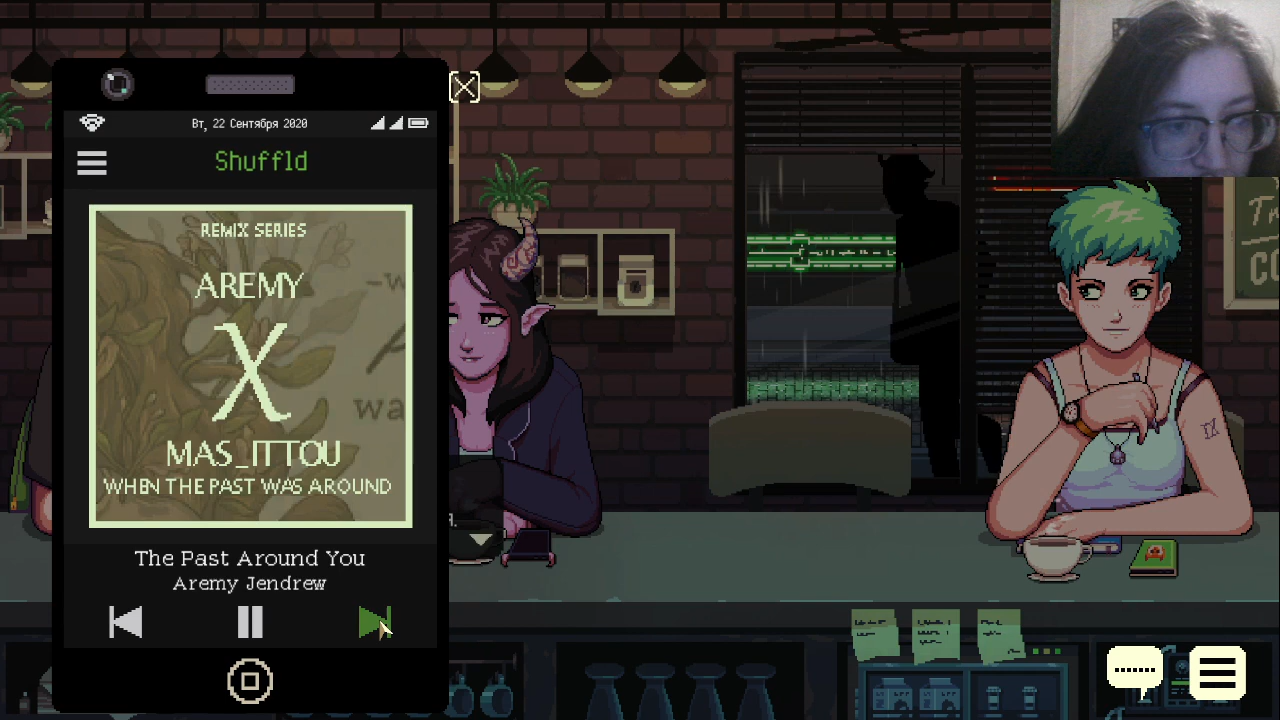 Вт, 22 Сентября 2020
Shuffld
REMIX SERIES
AREMY
X
MAS_ITTOU
WHEN THE PAST WAS AROUND
The Past Around You
Aremy Jendrew